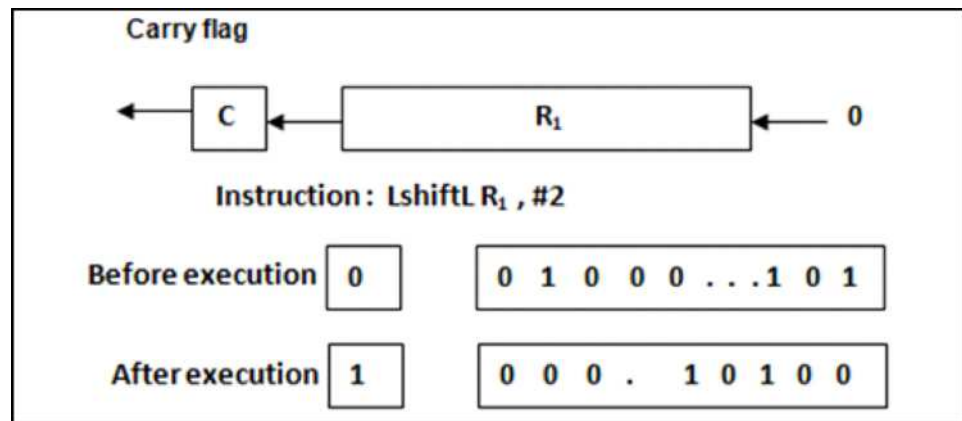 Carry flag
C R₁ 0
Instruction : LshiftL R₁ , #2
Before execution 0 0 1 0 0 0 . . . 1 0 1
After execution 1 0 0 0 . 1 0 1 0 0